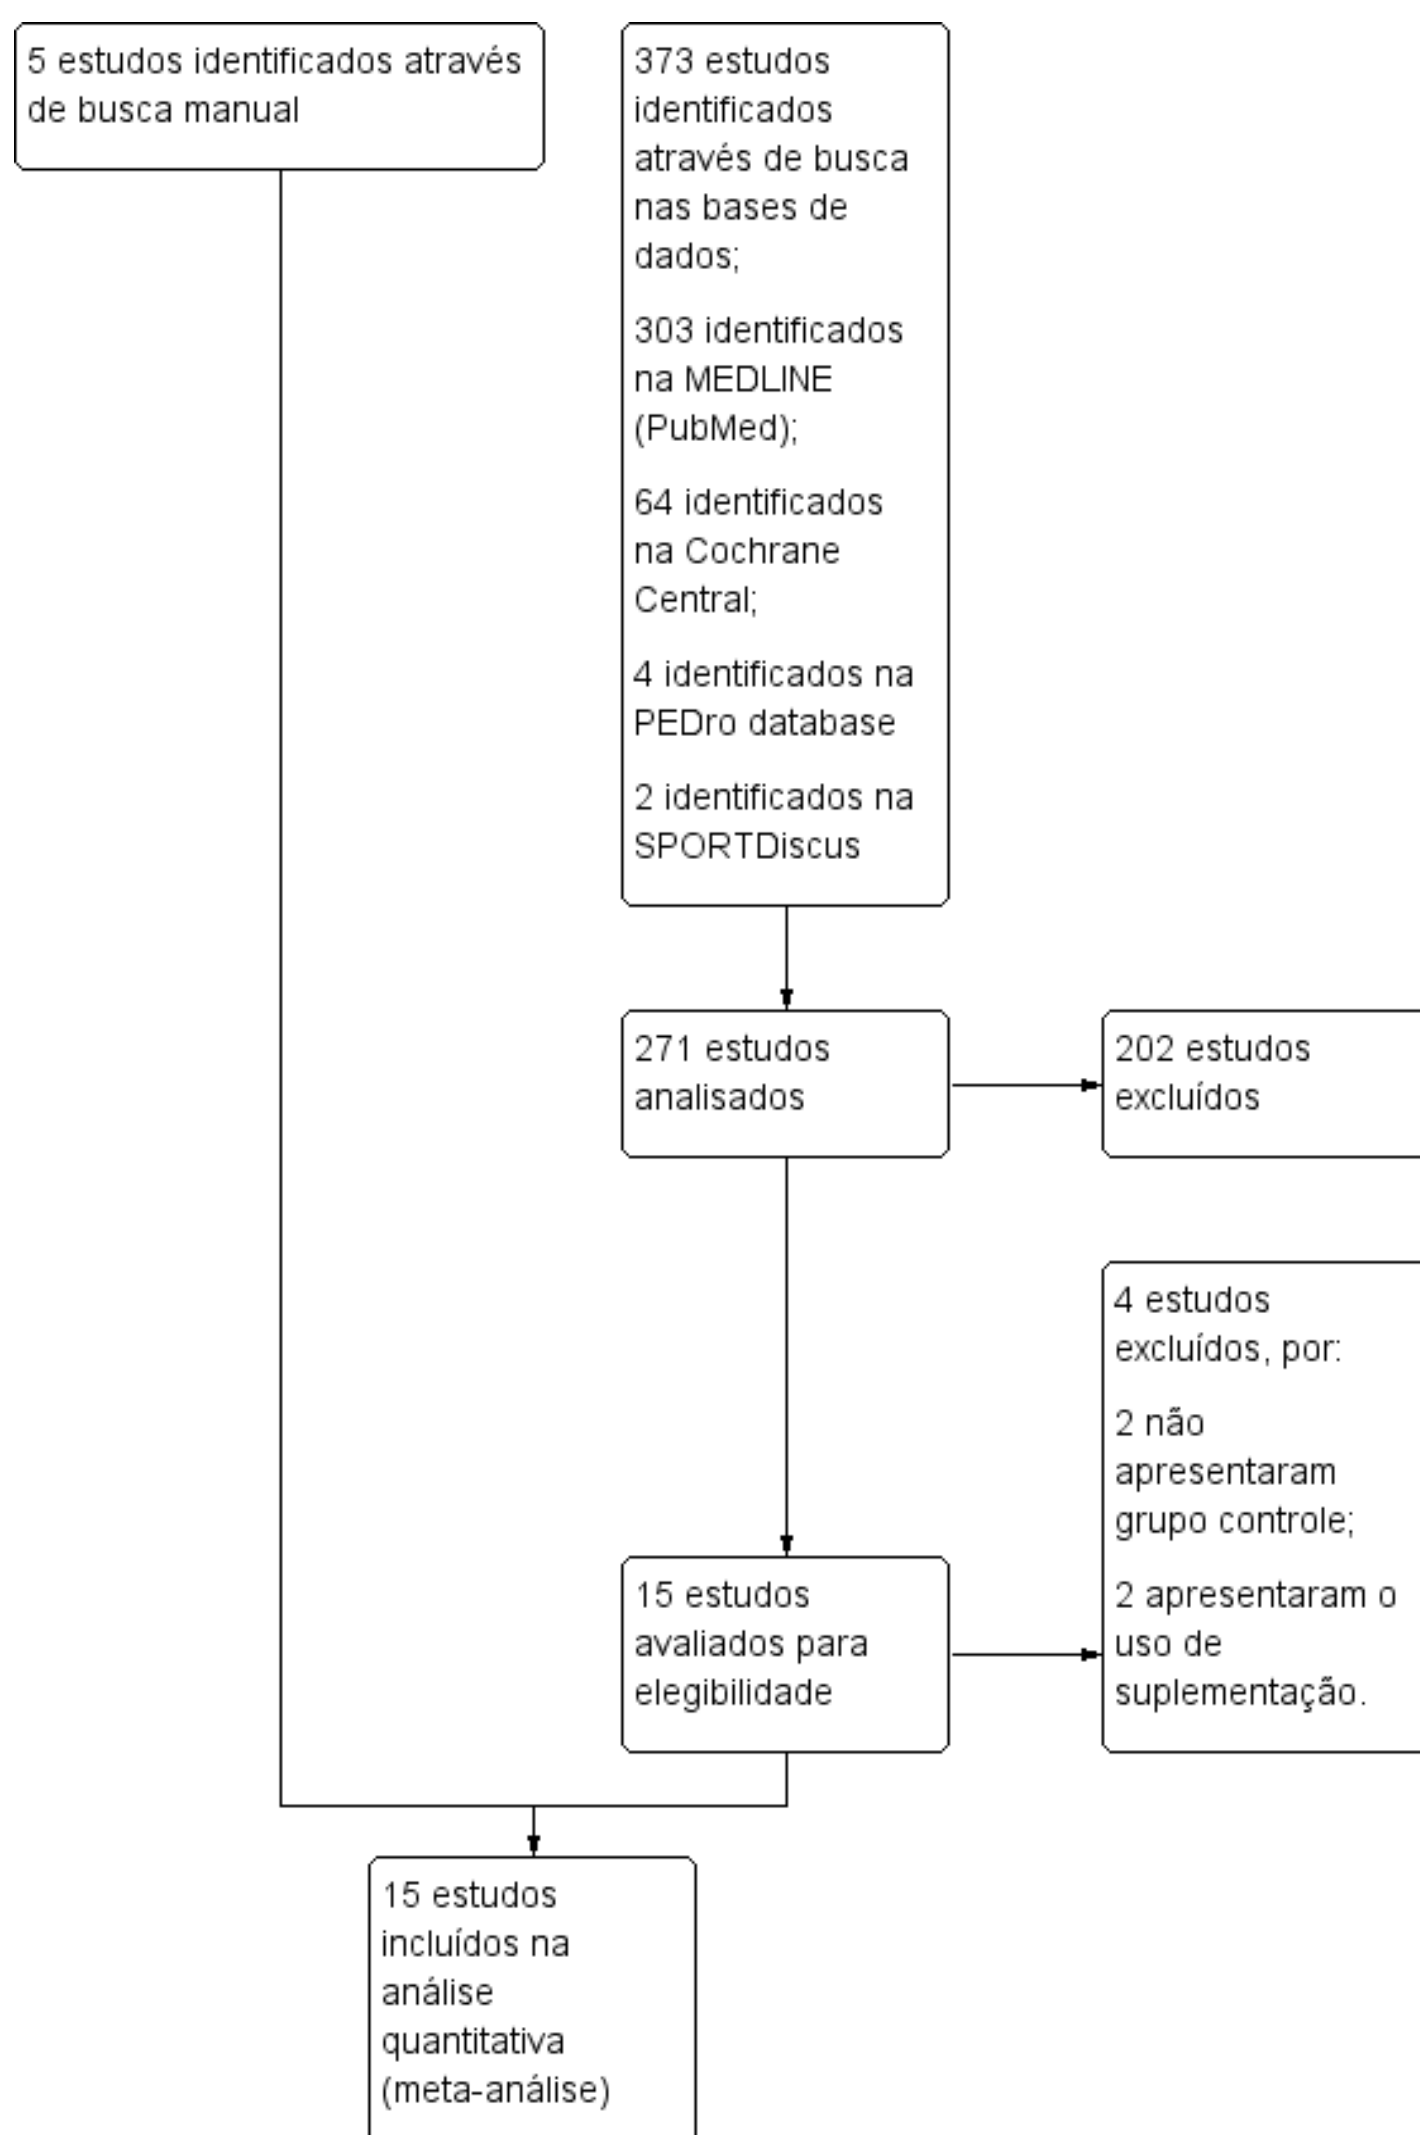 5 estudos identificados através
de busca manual
373 estudos
identificados
através de busca
nas bases de
dados;
303 identificados
na MEDLINE
(PubMed);
64 identificados
na Cochrane
Central;
4 identificados na
PEDro database
2 identificados na
SPORTDiscus
271 estudos
analisados
202 estudos
excluídos
4 estudos
excluídos, por:
2 não
apresentaram
grupo controle;
2 apresentaram o
uso de
suplementação.
15 estudos
avaliados para
elegibilidade
15 estudos
incluídos na
análise
quantitativa
(meta-análise)